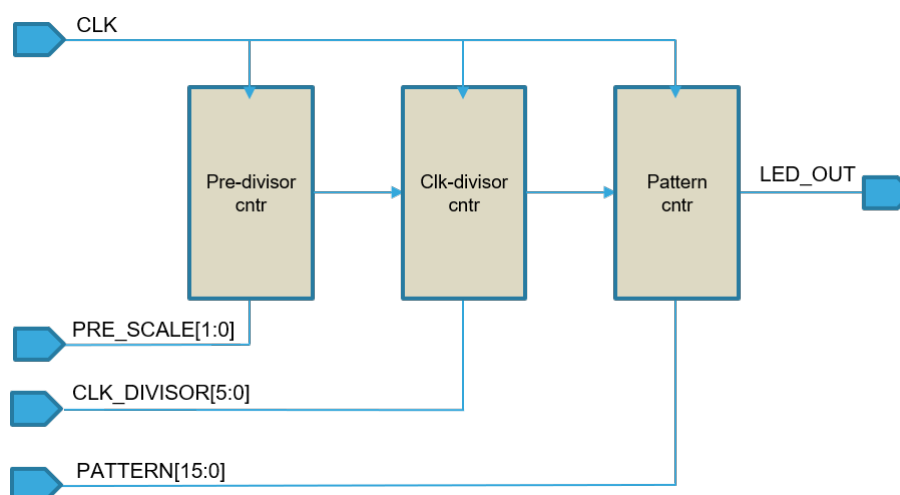 CLK
Pre-divisor
cntr
Clk-divisor
cntr
Pattern
cntr
LED_OUT
PRE_SCALE[1:0]
CLK_DIVISOR[5:0]
PATTERN[15:0]